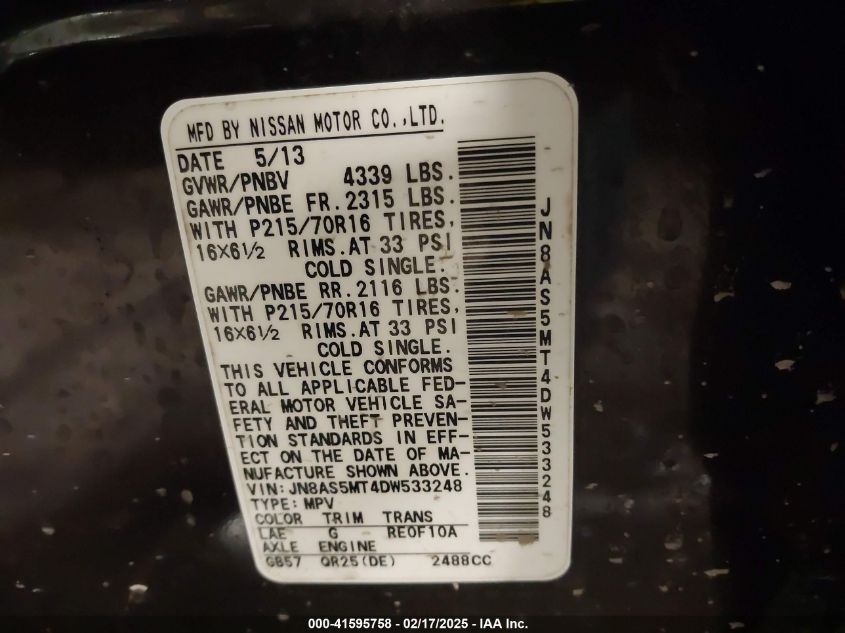 MFD BY NISSAN MOTOR CO.,LTD.
DATE 5/13
GVWR/PNBV 4339 LBS.
GAWR/PNBE FR.2315 LBS.
WITH P215/70R16 TIRES,
16X6½ RIMS.AT 33 PSI
COLD SINGLE.
GAWR/PNBE RR.2116 LBS.
WITH P215/70R16 TIRES,
16X6½ RIMS.AT 33 PSI
COLD SINGLE.
THIS VEHICLE CONFORMS
TO ALL APPLICABLE FED-
ERAL MOTOR VEHICLE SA-
FETY AND THEFT PREVEN-
TION STANDARDS IN EFF-
ECT ON THE DATE OF MA-
NUFACTURE SHOWN ABOVE.
VIN:JN8AS5MT4DW533248
TYPE:MPV
COLOR TRIM TRANS
LAE G RE0F10A
AXLE ENGINE
GB57 QR25(DE) 2488CC
JN8AS5MT4DW533248
000-41595758 - 02/17/2025 - IAA Inc.